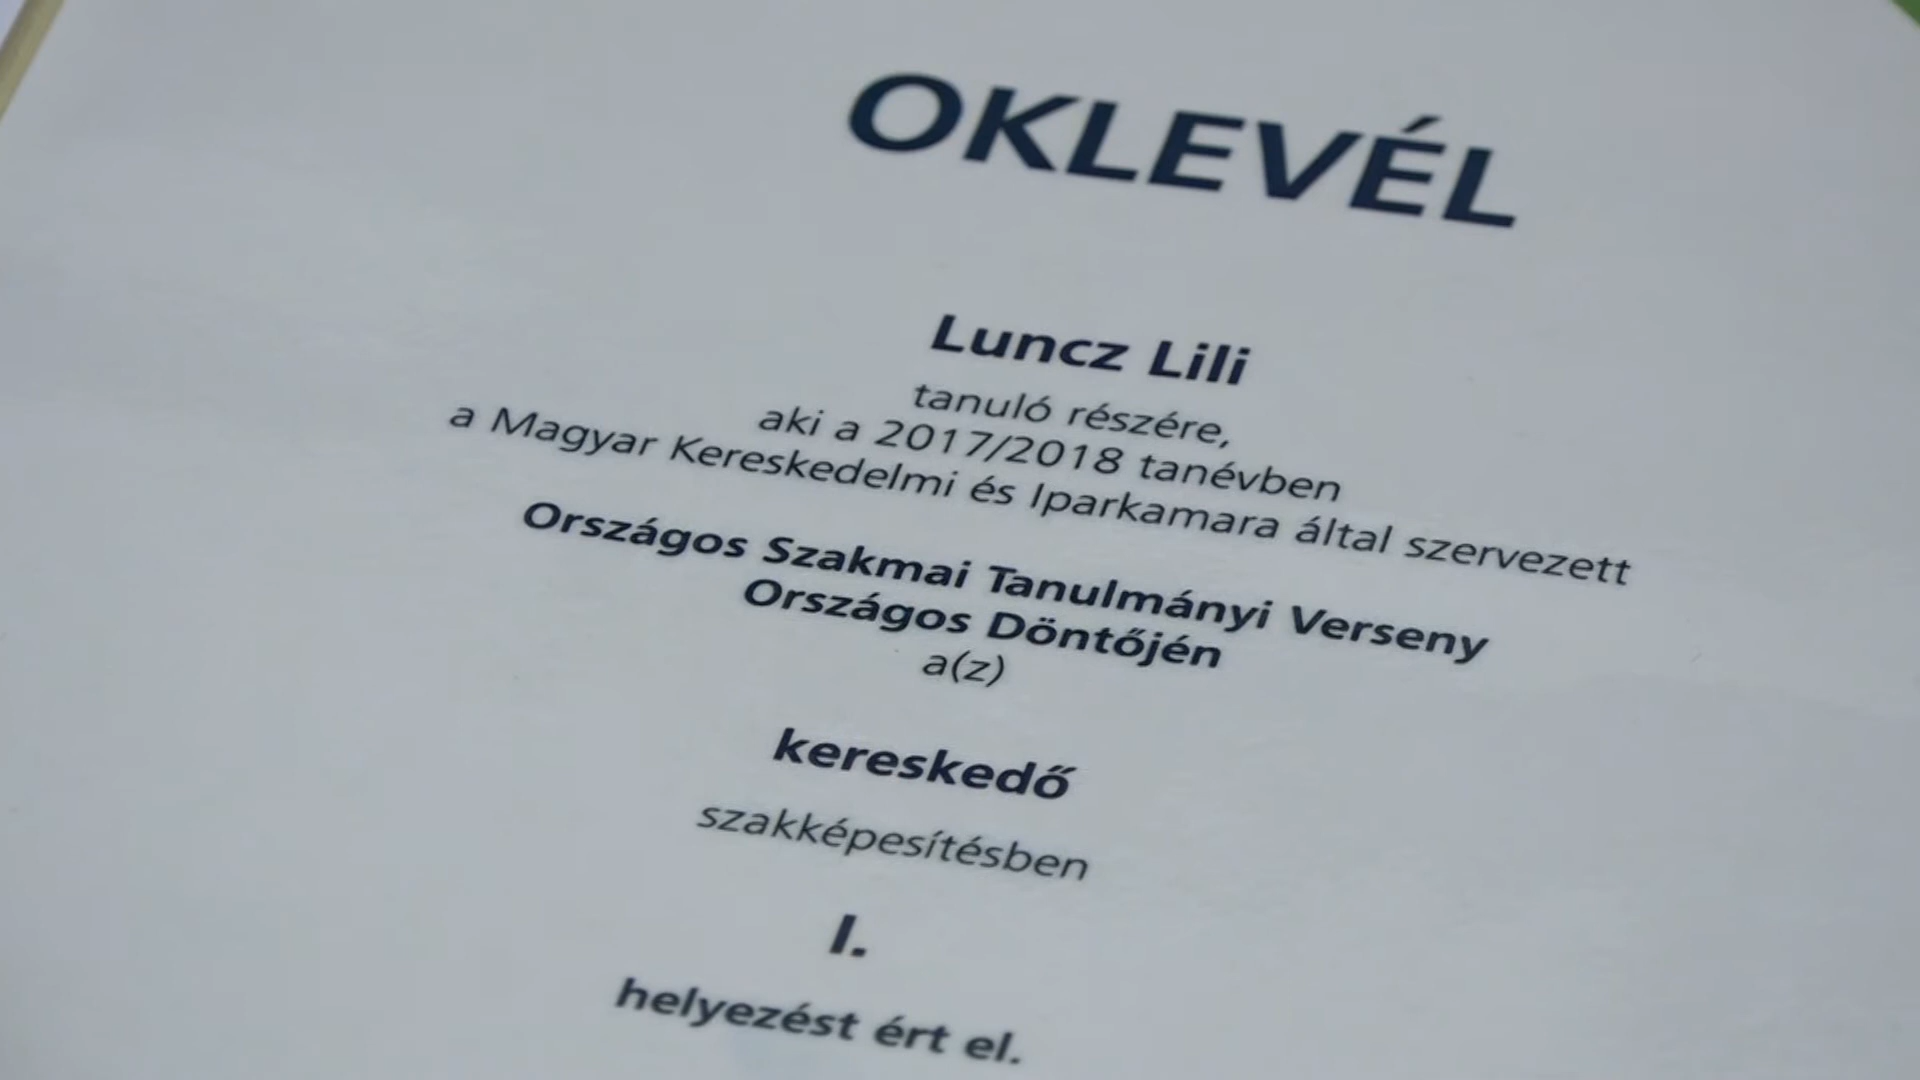 OKLEVÉL
Luncz Lili
tanuló részére,
aki a 2017/2018 tanévben
a Magyar Kereskedelmi és Iparkamara által szervezett
Országos Szakmai Tanulmányi Verseny
Országos Döntőjén
a(z)
kereskedő
szakképesítésben
I.
helyezést ért el.